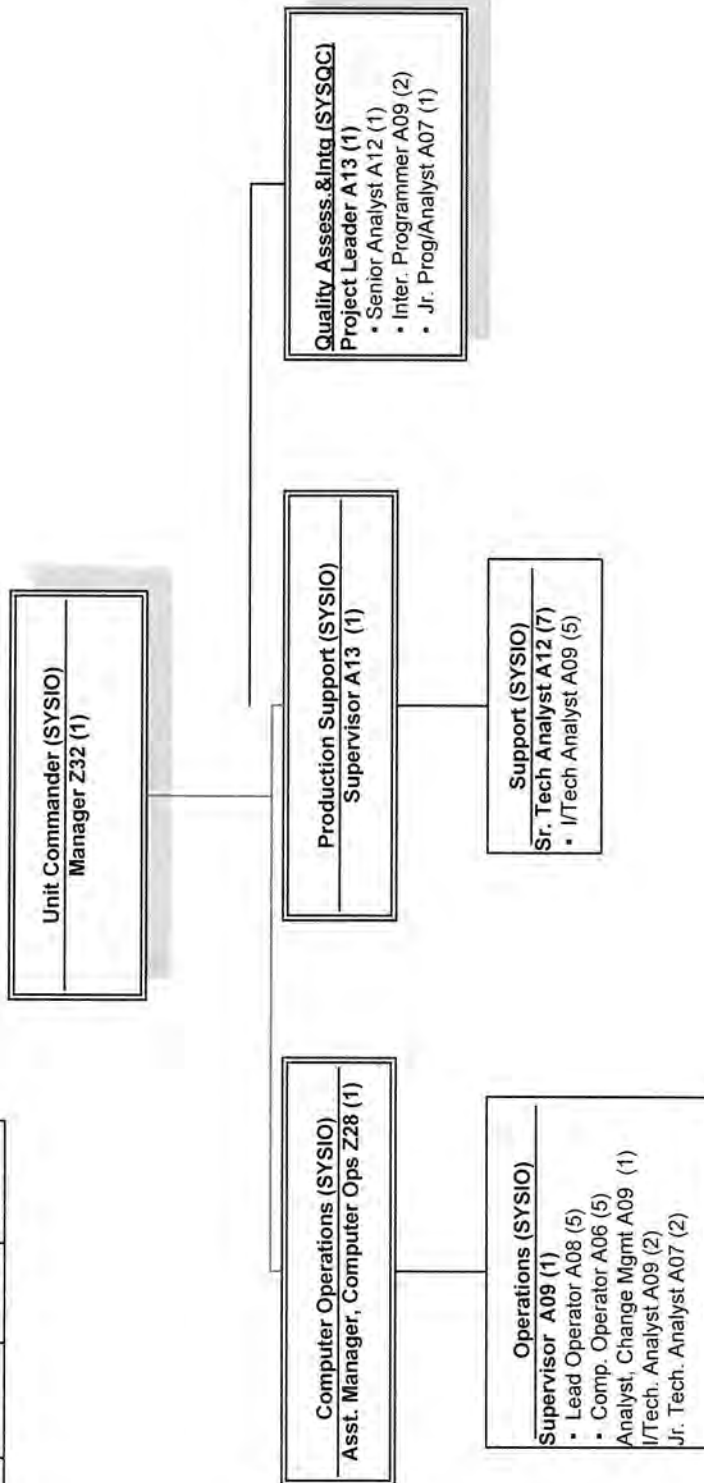 Unit Commander (SYSIO)
Manager Z32 (1)
Computer Operations (SYSIO)
Asst. Manager, Computer Ops Z28 (1)
Production Support (SYSIO)
Supervisor A13 (1)
Quality Assess.&Intg (SYSQC)
Project Leader A13 (1)
• Senior Analyst A12 (1)
• Inter. Programmer A09 (2)
• Jr. Prog/Analyst A07 (1)
Operations (SYSIO)
Supervisor A09 (1)
• Lead Operator A08 (5)
• Comp. Operator A06 (5)
Analyst, Change Mgmt A09 (1)
I/Tech. Analyst A09 (2)
Jr. Tech. Analyst A07 (2)
Support (SYSIO)
Sr. Tech Analyst A12 (7)
• I/Tech Analyst A09 (5)